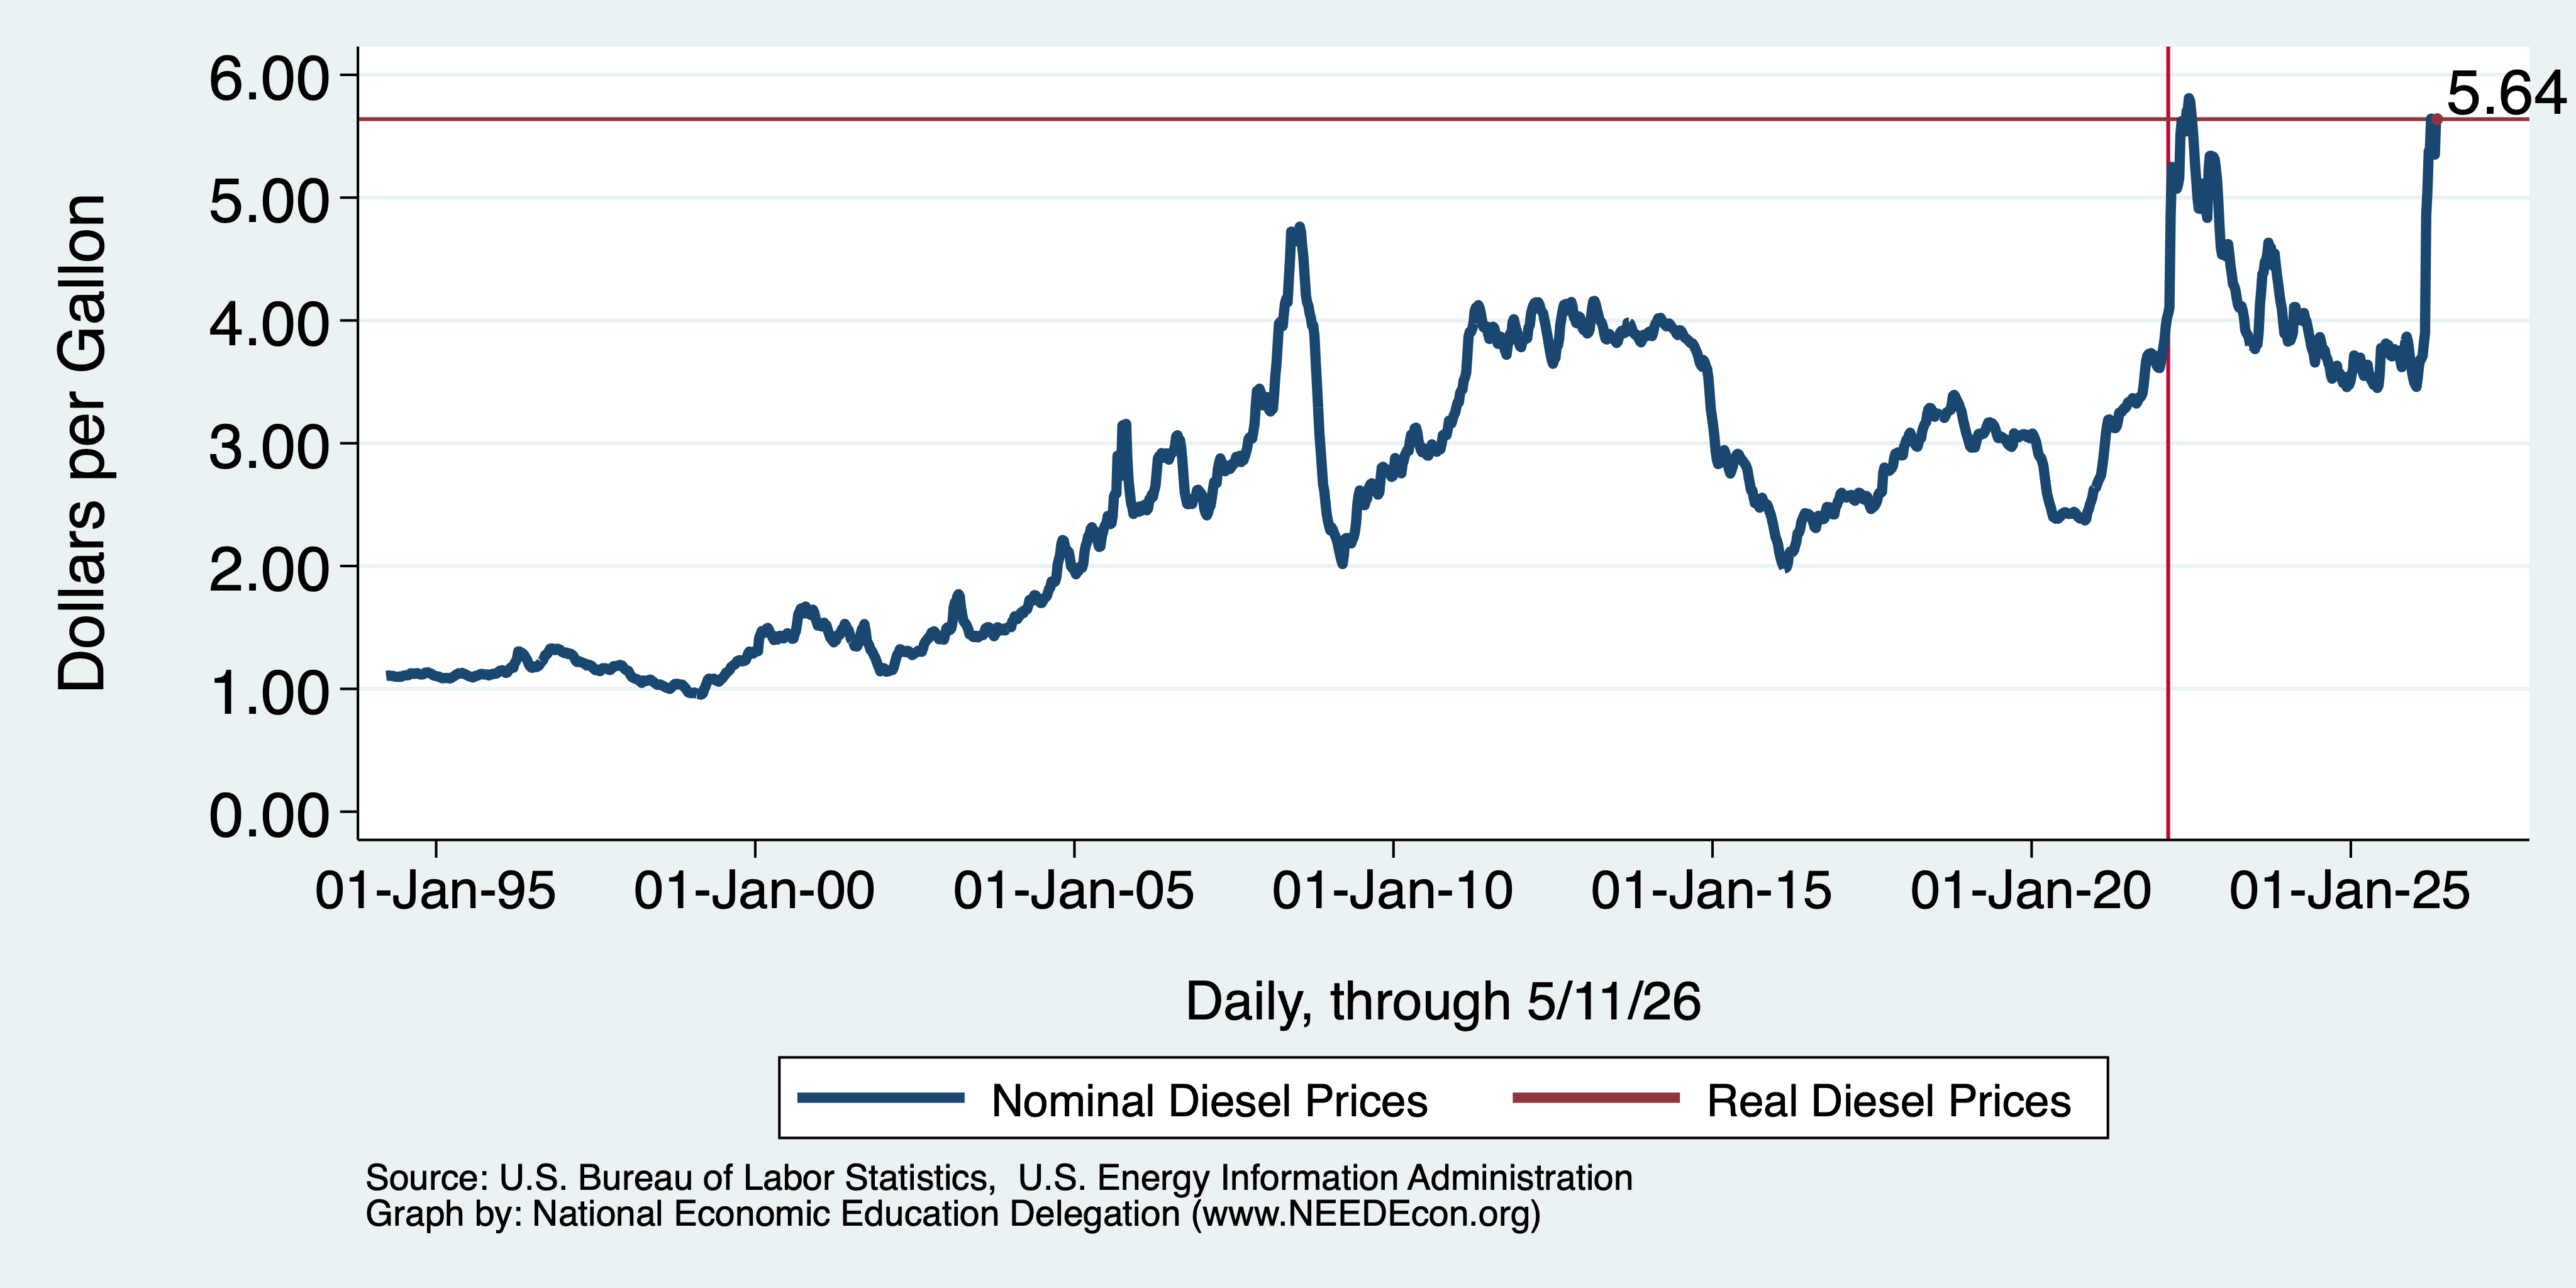 Dollars per Gallon
6.00
5.00
4.00
3.00
2.00
1.00
0.00
5.64
01-Jan-95
01-Jan-00
01-Jan-05
01-Jan-10
01-Jan-15
01-Jan-20
01-Jan-25
Daily, through 5/11/26
Nominal Diesel Prices
Real Diesel Prices
Source: U.S. Bureau of Labor Statistics,  U.S. Energy Information Administration
Graph by: National Economic Education Delegation (www.NEEDEcon.org)